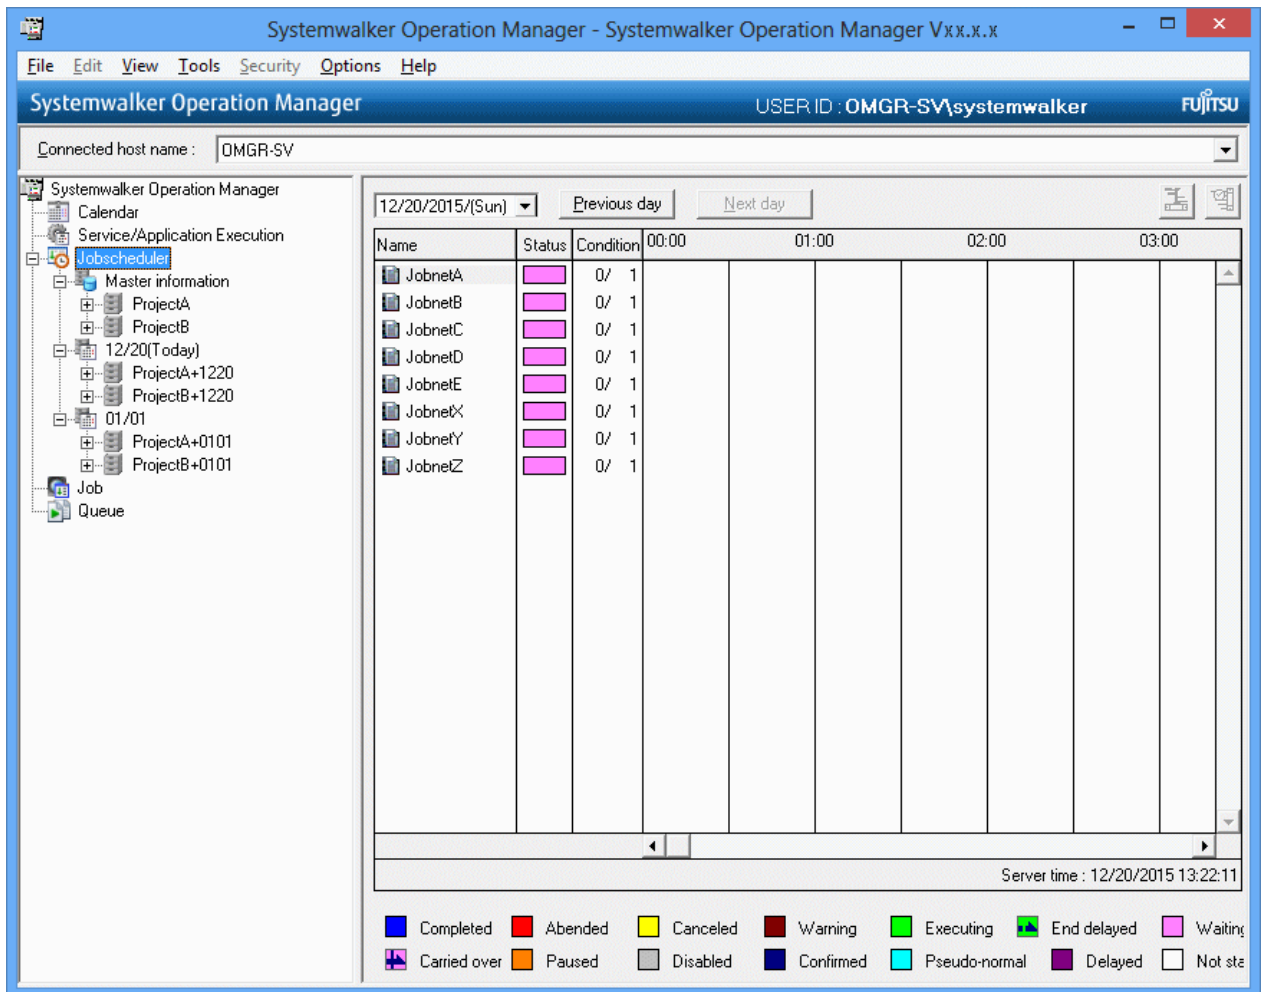 Systemwalker Operation Manager - Systemwalker Operation Manager Vxx.x.x
File Edit View Tools Security Options Help
Systemwalker Operation Manager USER ID : OMGR-SV\systemwalker FUJITSU
Connected host name : OMGR-SV
Systemwalker Operation Manager
Calendar
Service/Application Execution
Jobscheduler
Master information
ProjectA
ProjectB
12/20(Today)
ProjectA+1220
ProjectB+1220
01/01
ProjectA+0101
ProjectB+0101
Job
Queue
12/20/2015/(Sun) Previous day Next day
Name Status Condition 00:00 01:00 02:00 03:00
JobnetA 0/ 1
JobnetB 0/ 1
JobnetC 0/ 1
JobnetD 0/ 1
JobnetE 0/ 1
JobnetX 0/ 1
JobnetY 0/ 1
JobnetZ 0/ 1
Server time : 12/20/2015 13:22:11
Completed Abended Canceled Warning Executing End delayed Waiting
Carried over Paused Disabled Confirmed Pseudo-normal Delayed Not sta